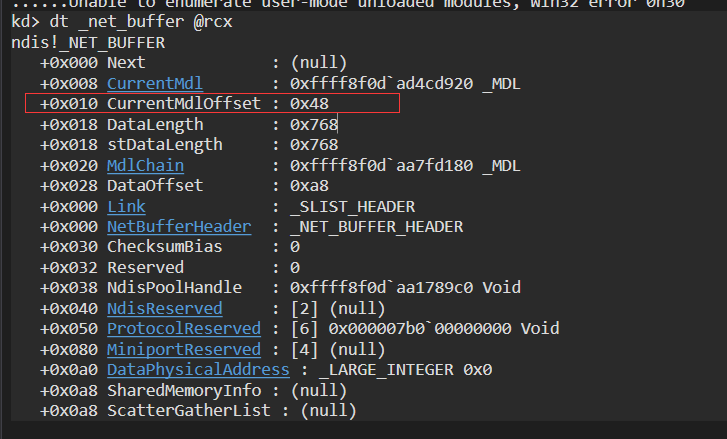 ......Unable to enumerate user-mode unloaded modules, Win32 error 0n30
kd> dt _net_buffer @rcx
ndis!_NET_BUFFER
+0x000 Next : (null)
+0x008 CurrentMdl : 0xffff8f0d`ad4cd920 _MDL
+0x010 CurrentMdlOffset : 0x48
+0x018 DataLength : 0x768
+0x018 stDataLength : 0x768
+0x020 MdlChain : 0xffff8f0d`aa7fd180 _MDL
+0x028 DataOffset : 0xa8
+0x000 Link : _SLIST_HEADER
+0x000 NetBufferHeader : _NET_BUFFER_HEADER
+0x030 ChecksumBias : 0
+0x032 Reserved : 0
+0x038 NdisPoolHandle : 0xffff8f0d`aa1789c0 Void
+0x040 NdisReserved : [2] (null)
+0x050 ProtocolReserved : [6] 0x000007b0`00000000 Void
+0x080 MiniportReserved : [4] (null)
+0x0a0 DataPhysicalAddress : _LARGE_INTEGER 0x0
+0x0a8 SharedMemoryInfo : (null)
+0x0a8 ScatterGatherList : (null)